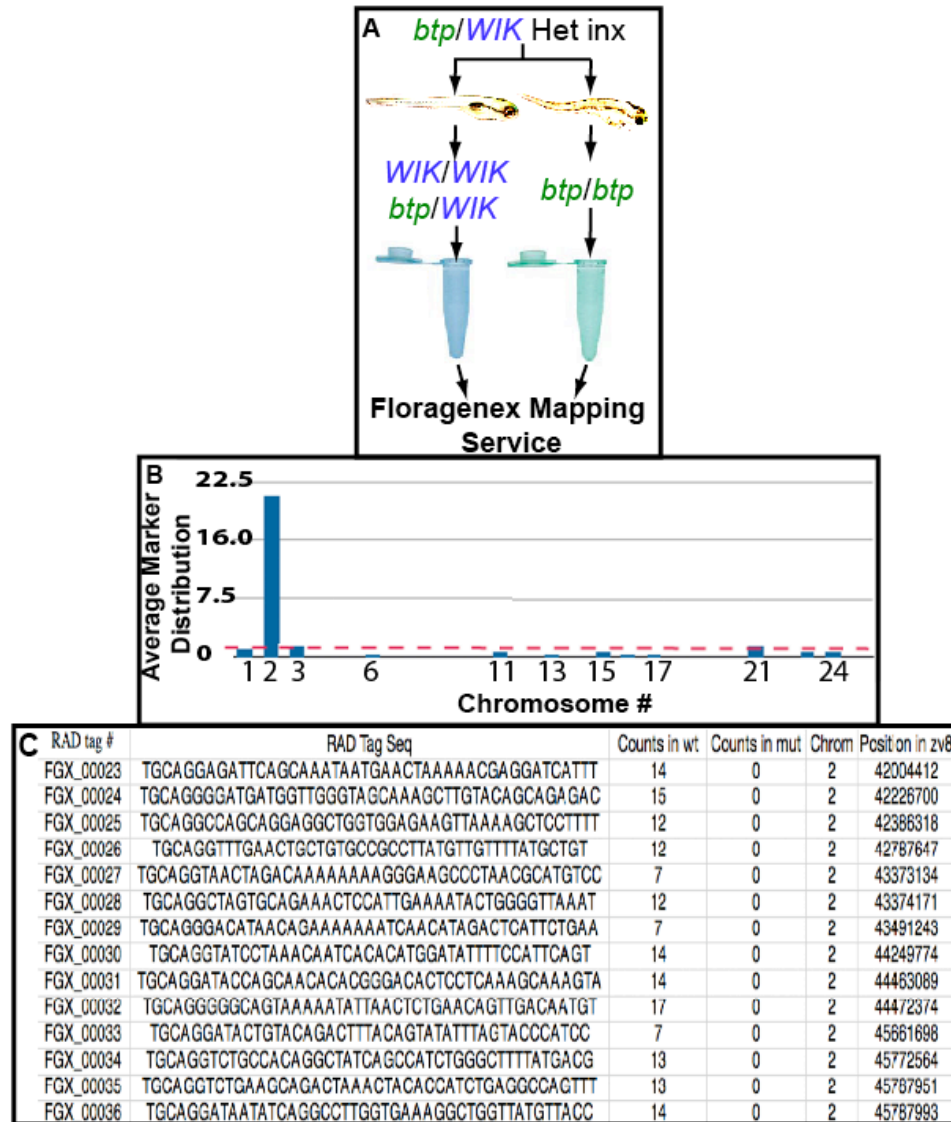 A btp/WIK Het inx
WIK/WIK
btp/WIK
btp/btp
Floragenex Mapping
Service
B
Average Marker
Distribution
22.5
16.0
7.5
0
1 2 3 6 11 13 15 17 21 24
Chromosome #
C RAD tag # RAD Tag Seq Counts in wt Counts in mut Chrom Position in zv8
FGX_00023 TGCAGGAGATTCAGCAAATAATGAACTAAAAACGAGGATCATTT 14 0 2 42004412
FGX_00024 TGCAGGGGATGATGGTTGGGTAGCAAAGCTTGTACAGCAGAGAC 15 0 2 42226700
FGX_00025 TGCAGGCCAGCAGGAGGCTGGTGGAGAAGTTAAAAGCTCCTTTT 12 0 2 42386318
FGX_00026 TGCAGGTTTGAACTGCTGTGCCGCCTTATGTTGTTTTATGCTGT 12 0 2 42787647
FGX_00027 TGCAGGTAACTAGACAAAAAAAAGGGAAGCCCTAACGCATGTCC 7 0 2 43373134
FGX_00028 TGCAGGCTAGTGCAGAAACTCCATTGAAAATACTGGGGTTAAAT 12 0 2 43374171
FGX_00029 TGCAGGGACATAACAGAAAAAAATCAACATAGACTCATTCTGAA 7 0 2 43491243
FGX_00030 TGCAGGTATCCTAAACAATCACACATGGATATTTTCCATTCAGT 14 0 2 44249774
FGX_00031 TGCAGGATACCAGCAACACACGGGACACTCCTCAAAGCAAAGTA 14 0 2 44463089
FGX_00032 TGCAGGGGGCAGTAAAAATATTAACTCTGAACAGTTGACAATGT 17 0 2 44472374
FGX_00033 TGCAGGATACTGTACAGACTTTACAGTATATTTAGTACCCATCC 7 0 2 45661698
FGX_00034 TGCAGGTCTGCCACAGGCTATCAGCCATCTGGGCTTTTATGACG 13 0 2 45772564
FGX_00035 TGCAGGTCTGAAGCAGACTAAACTACACCATCTGAGGCCAGTTT 13 0 2 45787951
FGX_00036 TGCAGGATAATATCAGGCCTTGGTGAAAGGCTGGTTATGTTACC 14 0 2 45787993